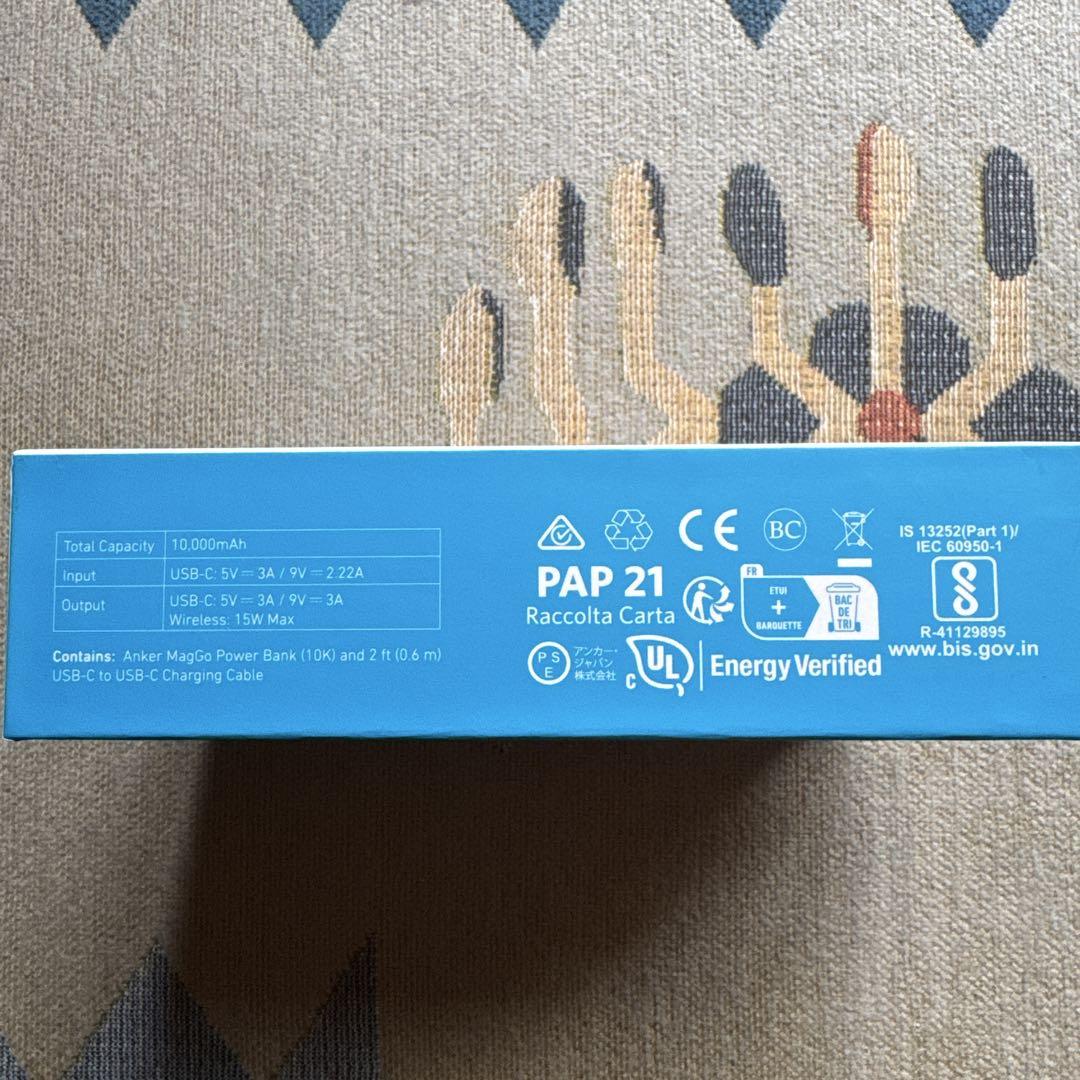 Total Capacity 10,000mAh
Input USB-C: 5V⎓3A / 9V⎓2.22A
Output USB-C: 5V⎓3A / 9V⎓3A
Wireless: 15W Max
Contains: Anker MagGo Power Bank (10K) and 2 ft (0.6 m)
USB-C to USB-C Charging Cable
CE BC
PAP 21
Raccolta Carta
FR
ETUI
+
BARQUETTE
BAC
DE
TRI
PS
E
アンカー・
ジャパン
株式会社
C UL
Energy Verified
IS 13252(Part 1)/
IEC 60950-1
R-41129895
www.bis.gov.in